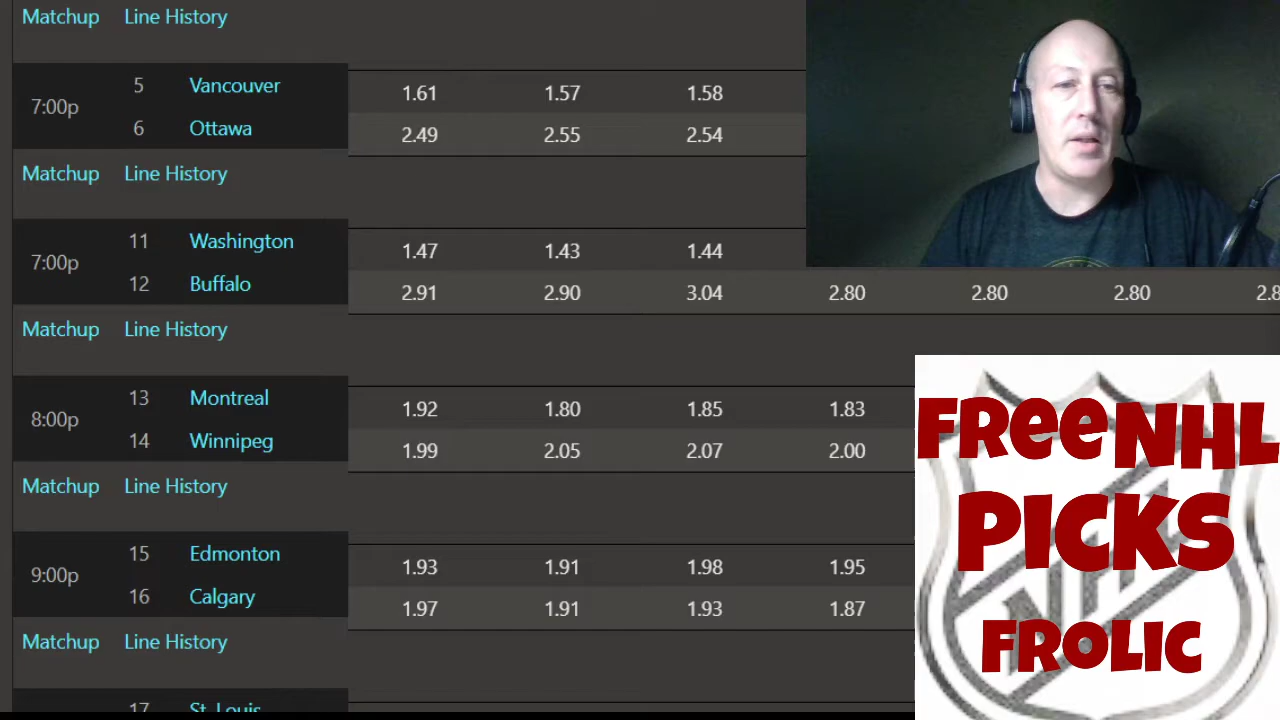 Matchup Line History
7:00p 5 Vancouver 1.61 1.57 1.58
6 Ottawa 2.49 2.55 2.54
Matchup Line History
7:00p 11 Washington 1.47 1.43 1.44
12 Buffalo 2.91 2.90 3.04 2.80 2.80 2.80
Matchup Line History
8:00p 13 Montreal 1.92 1.80 1.85 1.83
14 Winnipeg 1.99 2.05 2.07 2.00
Matchup Line History
9:00p 15 Edmonton 1.93 1.91 1.98 1.95
16 Calgary 1.97 1.91 1.93 1.87
Matchup Line History
17 St. Louis
FReeNHL
PICKS
FROLIC
NHL